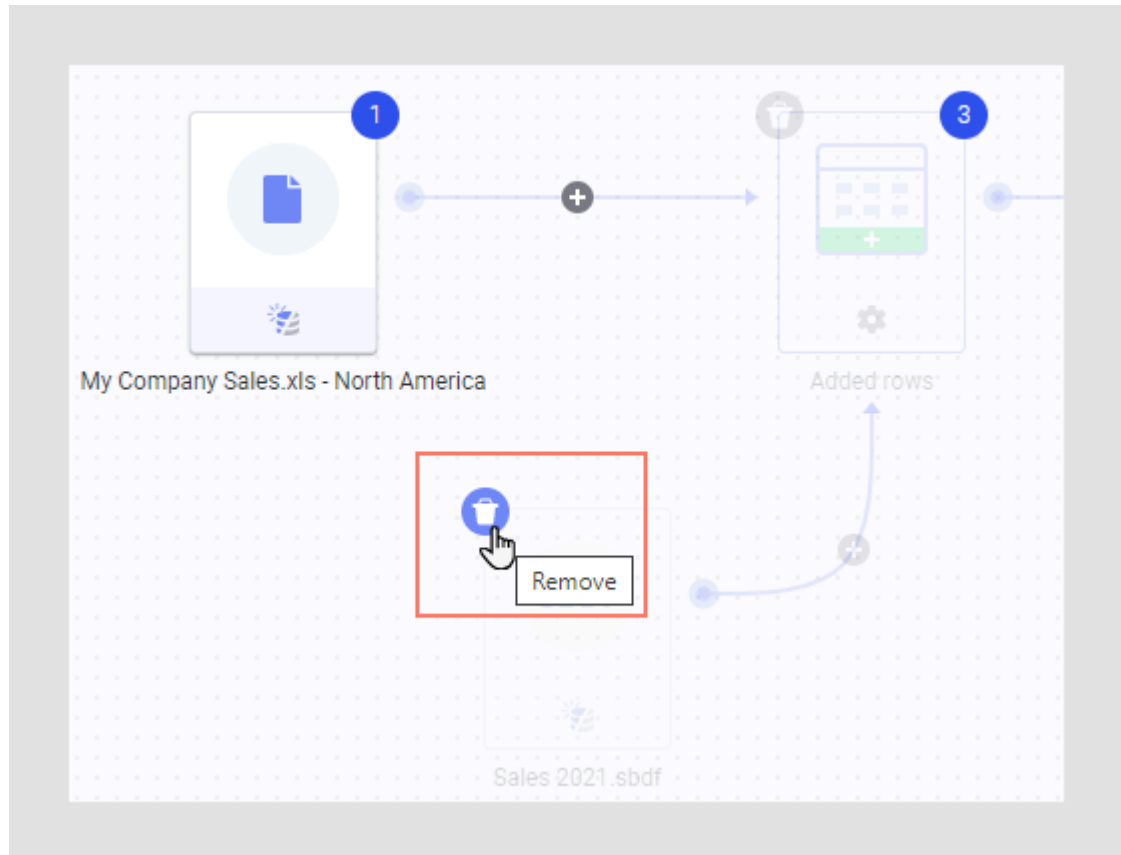 1
3
My Company Sales.xls - North America
Added rows
Remove
Sales 2021.sbdf